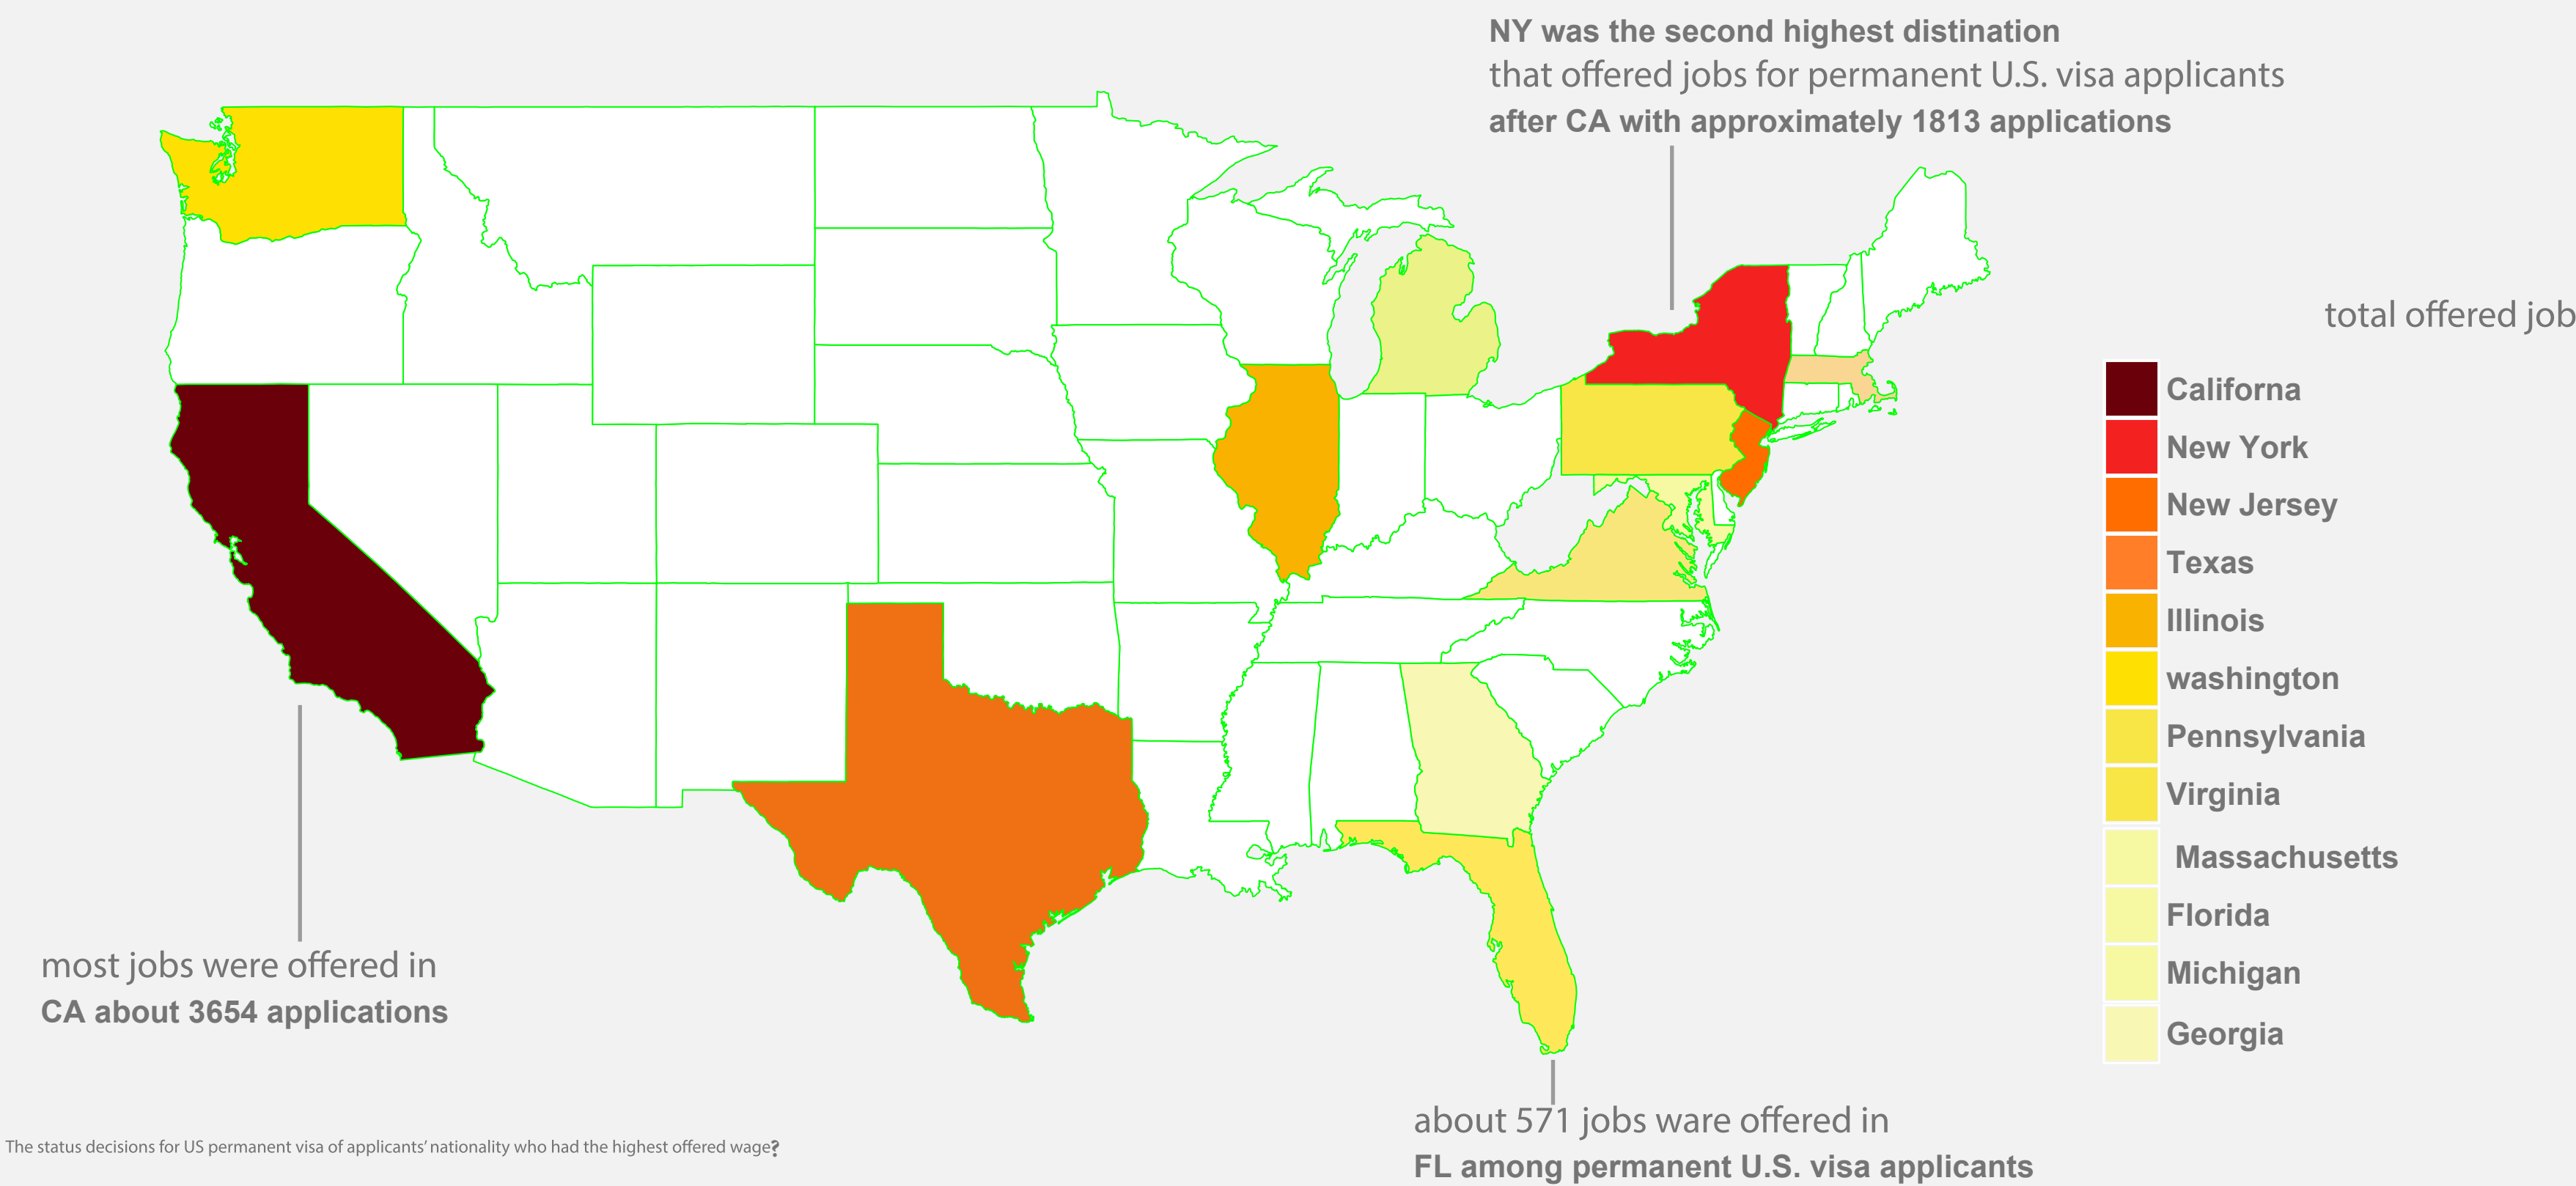 NY was the second highest distination
that offered jobs for permanent U.S. visa applicants
after CA with approximately 1813 applications
total offered job
Californa
New York
New Jersey
Texas
Illinois
washington
Pennsylvania
Virginia
Massachusetts
Florida
Michigan
Georgia
most jobs were offered in
CA about 3654 applications
about 571 jobs ware offered in
FL among permanent U.S. visa applicants
The status decisions for US permanent visa of applicants’ nationality who had the highest offered wage?